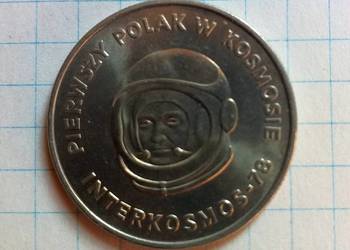 PIERWSZY POLAK W KOSMOSIE
INTERKOSMOS-78